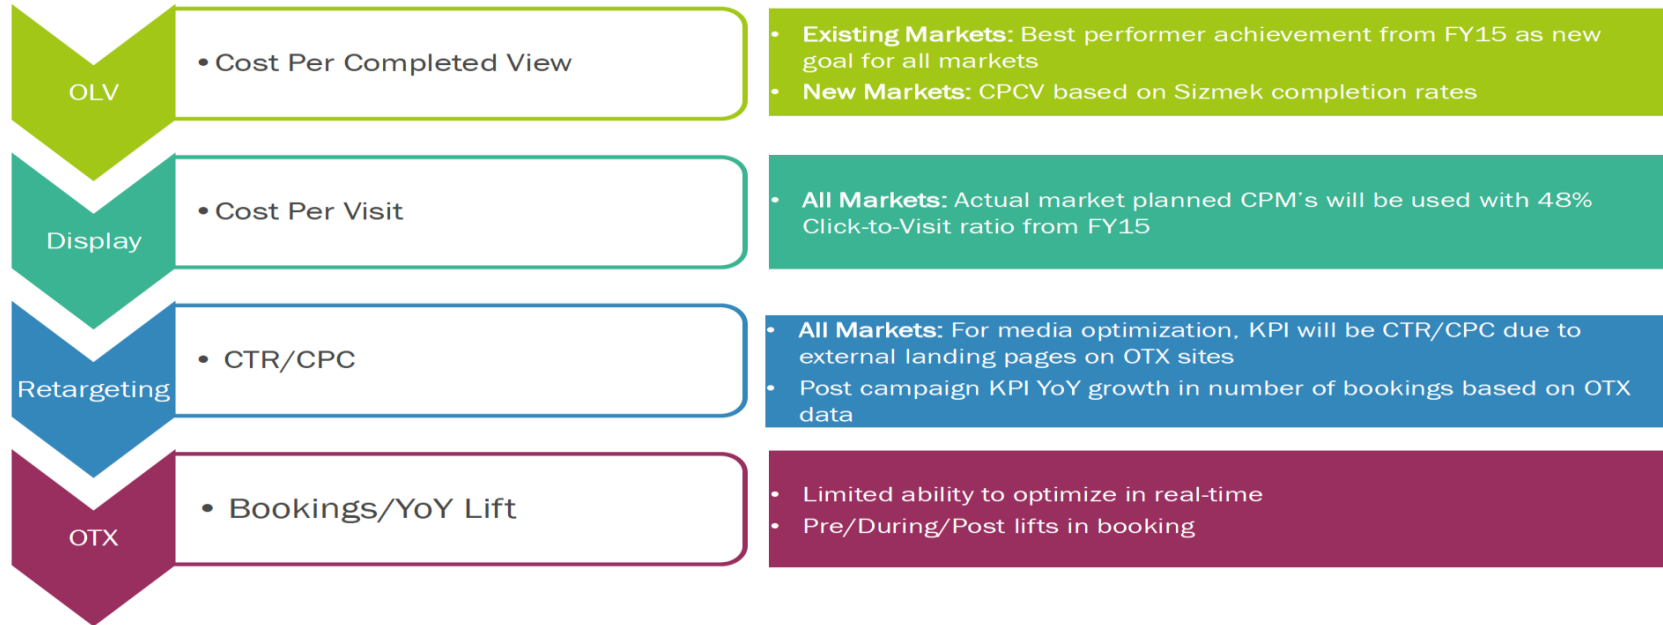 OLV
• Cost Per Completed View
• Existing Markets: Best performer achievement from FY15 as new
goal for all markets
• New Markets: CPCV based on Sizmek completion rates
Display
• Cost Per Visit
• All Markets: Actual market planned CPM's will be used with 48%
Click-to-Visit ratio from FY15
Retargeting
• CTR/CPC
• All Markets: For media optimization, KPI will be CTR/CPC due to
external landing pages on OTX sites
• Post campaign KPI YoY growth in number of bookings based on OTX
data
OTX
• Bookings/YoY Lift
• Limited ability to optimize in real-time
• Pre/During/Post lifts in booking